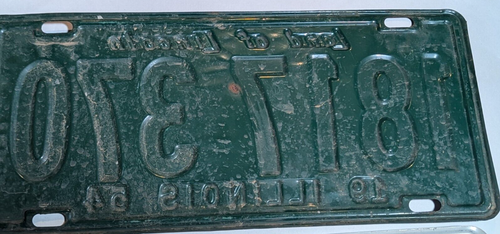 Land of Lincoln
1817 370
19 ILLINOIS 54